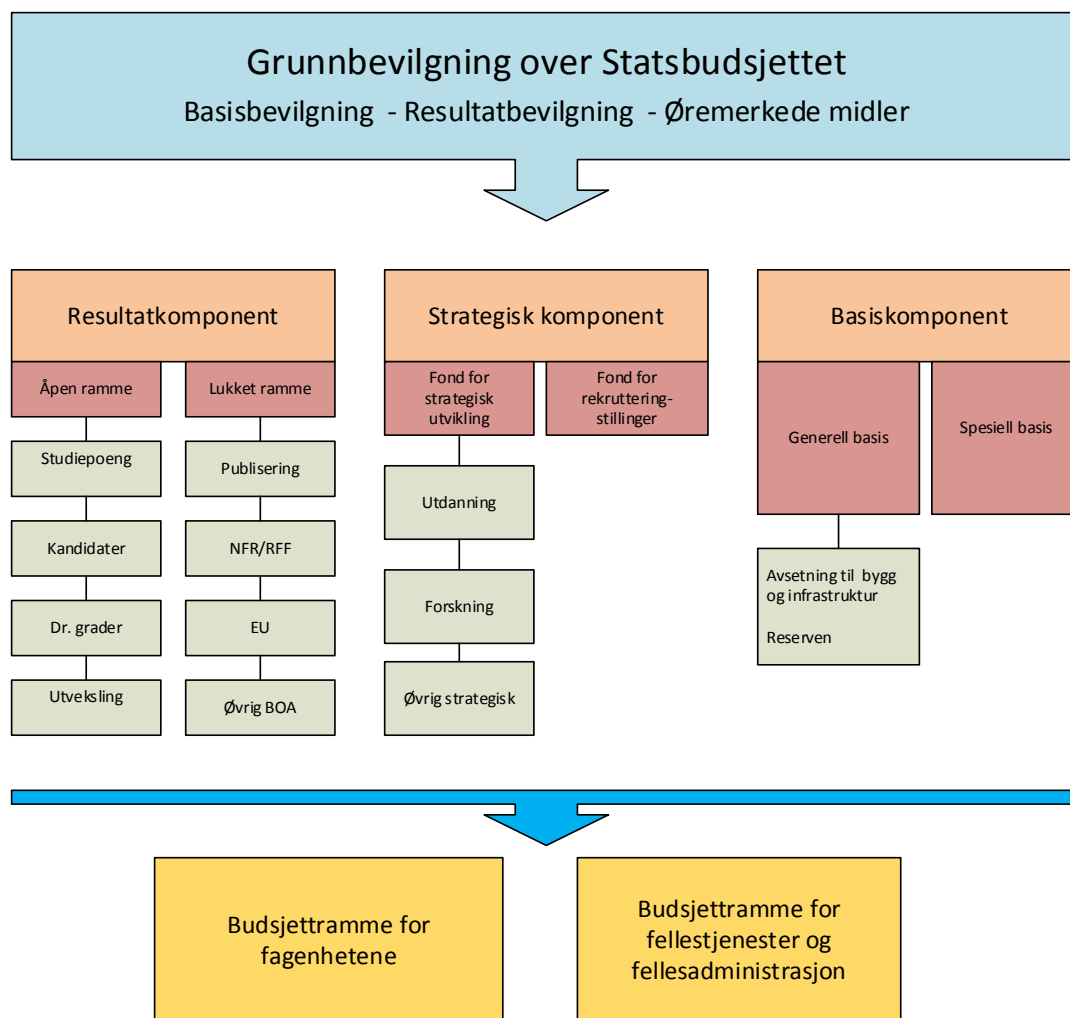 Grunnbevilgning over Statsbudsjettet
Basisbevilgning - Resultatbevilgning - Øremerkede midler
Resultatkomponent
Åpen ramme
Lukket ramme
Studiepoeng
Publisering
Kandidater
NFR/RFF
Dr. grader
EU
Utveksling
Øvrig BOA
Strategisk komponent
Fond for
strategisk
utvikling
Fond for
rekruttering-
stillinger
Utdanning
Forskning
Øvrig strategisk
Basiskomponent
Generell basis
Spesiell basis
Avsetning til bygg
og infrastruktur
Reserven
Budsjettramme for
fagenhetene
Budsjettramme for
fellestjenester og
fellesadministrasjon